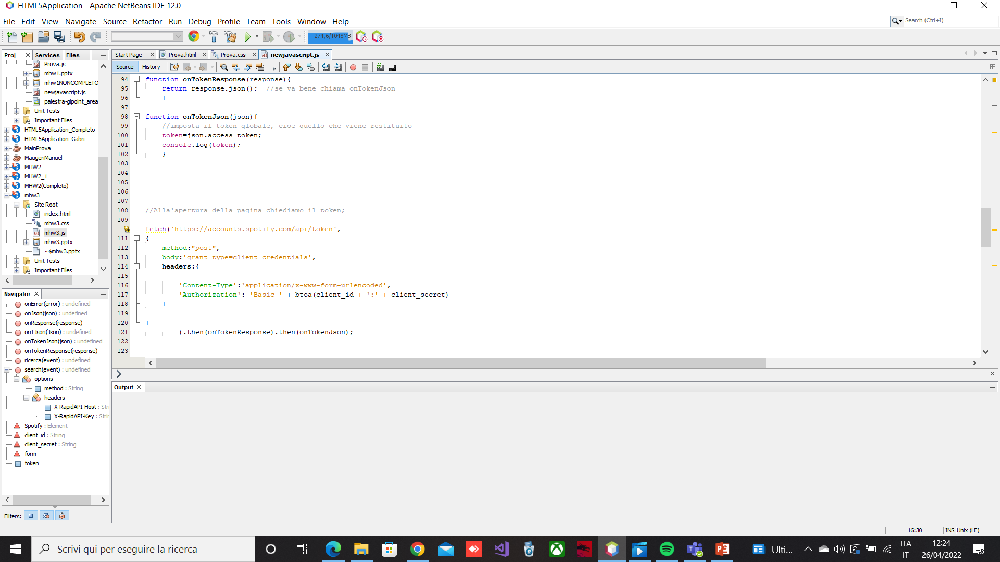 HTML5Application - Apache NetBeans IDE 12.0
File Edit View Navigate Source Refactor Run Debug Profile Team Tools Window Help
Search (Ctrl+I)
274,6/1048MB
Proj... Services Files
Prova.js
mhw1.pptx
mhw1NONCOMPLETO
newjavascript.js
palestra-gipoint_area
Unit Tests
Important Files
HTML5Application_Completo
HTML5Application_Gabri
MainProva
MaugeriManuel
MHW2
MHW2_1
MHW2(Completo)
mhw3
Site Root
index.html
mhw3.css
mhw3.js
mhw3.pptx
~$mhw3.pptx
Unit Tests
Important Files
Navigator
onError(error) : undefined
onJson(json) : undefined
onResponse(response)
onTJson(Json) : undefined
onTokenJson(json) : undefined
onTokenResponse(response)
ricerca(event) : undefined
search(event) : undefined
options
method : String
headers
X-RapidAPI-Host : Str
X-RapidAPI-Key : Strin
Spotify : Element
client_id : String
client_secret : String
form
token
Filters:
Start Page Prova.html Prova.css newjavascript.js
Source History
94 function onTokenResponse(response){
95 return response.json(); //se va bene chiama onTokenJson
96 }
97
98 function onTokenJson(json){
99 //imposta il token globale, cioe quello che viene restituito
100 token=json.access_token;
101 console.log(token);
102 }
103
104
105
106
107
108 //Alla'apertura della pagina chiediamo il token;
109
fetch(`https://accounts.spotify.com/api/token`,
111 {
112 method:"post",
113 body:'grant_type=client_credentials',
114 headers:{
115
116 'Content-Type':'application/x-www-form-urlencoded',
117 'Authorization': 'Basic ' + btoa(client_id + ':' + client_secret)
118 }
119
120 }
121 ).then(onTokenResponse).then(onTokenJson);
122
123
Output
16:30 INS Unix (LF)
Scrivi qui per eseguire la ricerca
Ulti...
ITA
IT
12:24
26/04/2022